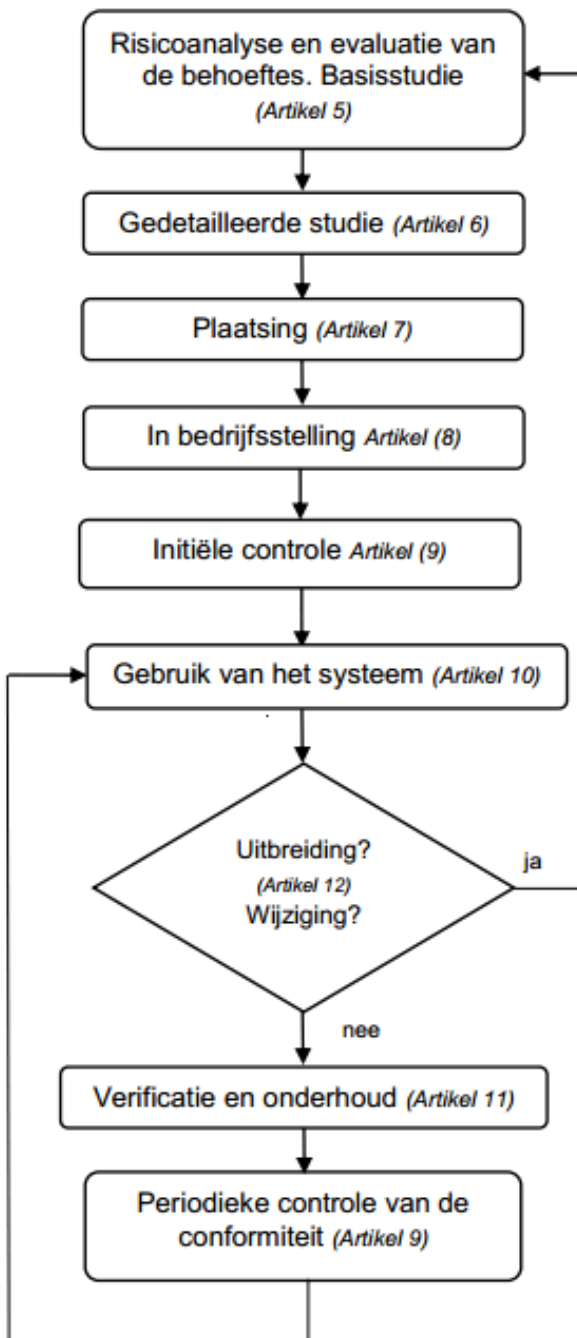 Risicoanalyse en evaluatie van
de behoeftes. Basisstudie
(Artikel 5)
Gedetailleerde studie (Artikel 6)
Plaatsing (Artikel 7)
In bedrijfsstelling Artikel (8)
Initiële controle Artikel (9)
Gebruik van het systeem (Artikel 10)
Uitbreiding?
(Artikel 12)
Wijziging?
ja
nee
Verificatie en onderhoud (Artikel 11)
Periodieke controle van de
conformiteit (Artikel 9)